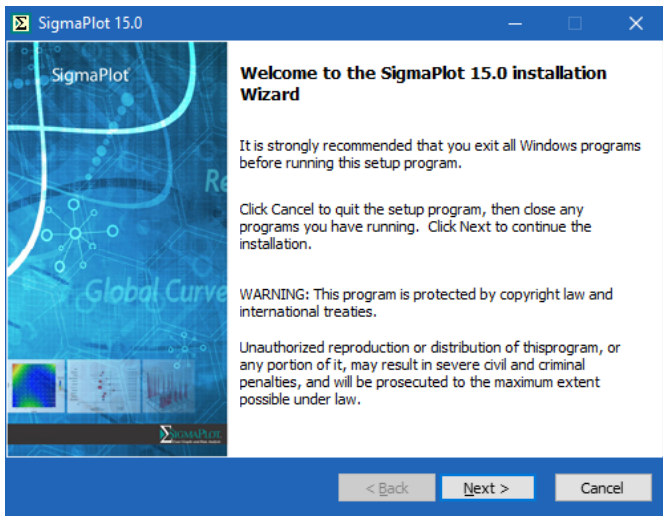 SigmaPlot 15.0
SigmaPlot
Welcome to the SigmaPlot 15.0 installation
Wizard
It is strongly recommended that you exit all Windows programs
before running this setup program.
Click Cancel to quit the setup program, then close any
programs you have running.  Click Next to continue the
installation.
Re
Global Curve
WARNING: This program is protected by copyright law and
international treaties.
Unauthorized reproduction or distribution of thisprogram, or
any portion of it, may result in severe civil and criminal
penalties, and will be prosecuted to the maximum extent
possible under law.
SIGMAPLOT
< Back
Next >
Cancel